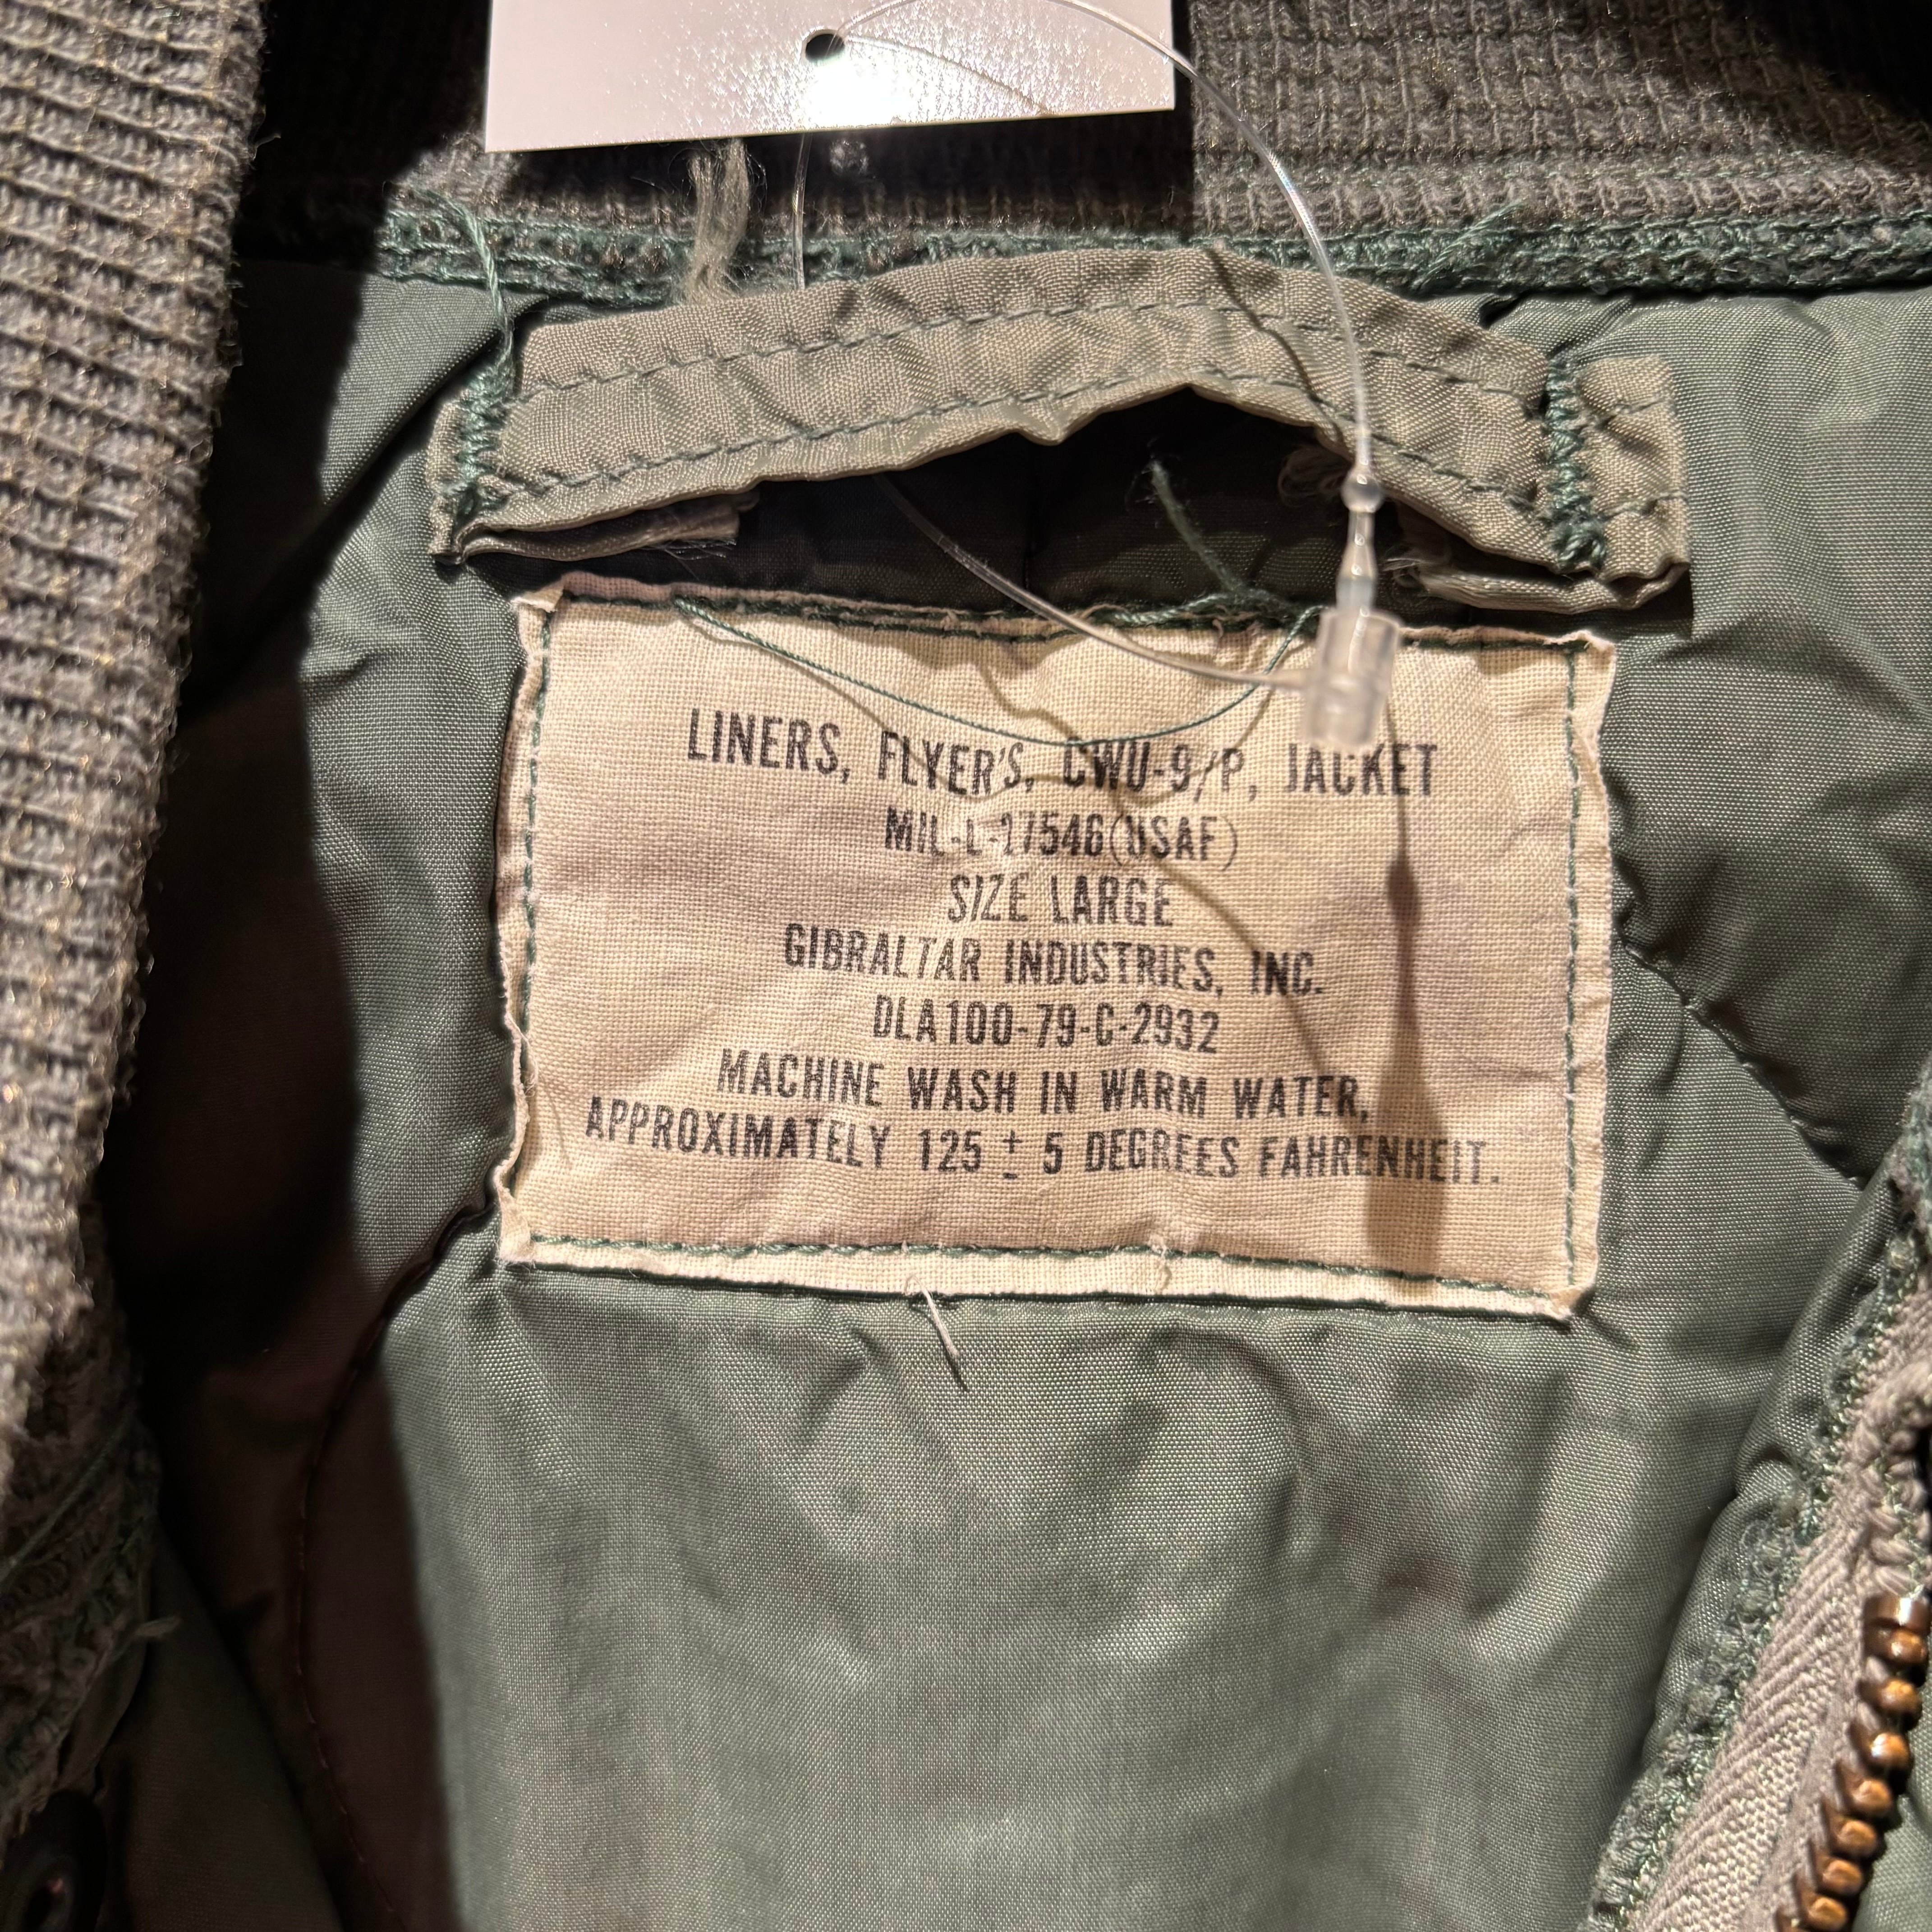 LINERS, FLYER'S, CWU-9/P, JACKET
MIL-L-27546(USAF)
SIZE LARGE
GIBRALTAR INDUSTRIES, INC.
DLA100-79-C-2932
MACHINE WASH IN WARM WATER,
APPROXIMATELY 125 ± 5 DEGREES FAHRENHEIT.